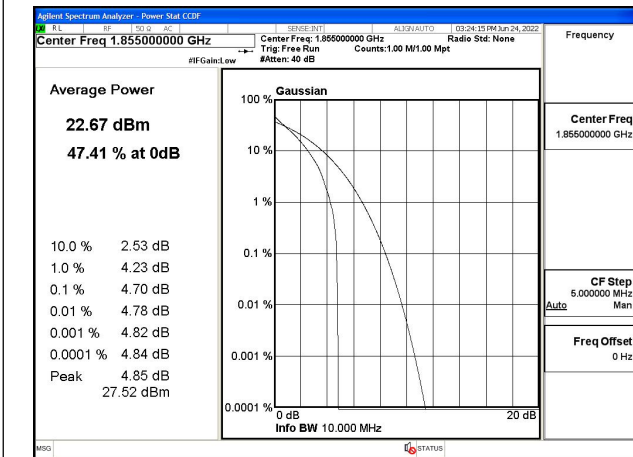 Agilent Spectrum Analyzer - Power Stat CCDF
RL RF 50 Ω AC SENSE:INT ALIGNAUTO 03:24:15 PM Jun 24, 2022
Center Freq 1.855000000 GHz
Center Freq: 1.855000000 GHz Radio Std: None
Trig: Free Run Counts:1.00 M/1.00 Mpt
#IFGain:Low #Atten: 40 dB
Frequency
Average Power
22.67 dBm
47.41 % at 0dB
10.0 % 2.53 dB
1.0 % 4.23 dB
0.1 % 4.70 dB
0.01 % 4.78 dB
0.001 % 4.82 dB
0.0001 % 4.84 dB
Peak 4.85 dB
27.52 dBm
Gaussian
100 %
10 %
1 %
0.1 %
0.01 %
0.001 %
0.0001 %
0 dB 20 dB
Info BW 10.000 MHz
Center Freq
1.855000000 GHz
CF Step
5.000000 MHz
Auto Man
Freq Offset
0 Hz
MSG STATUS